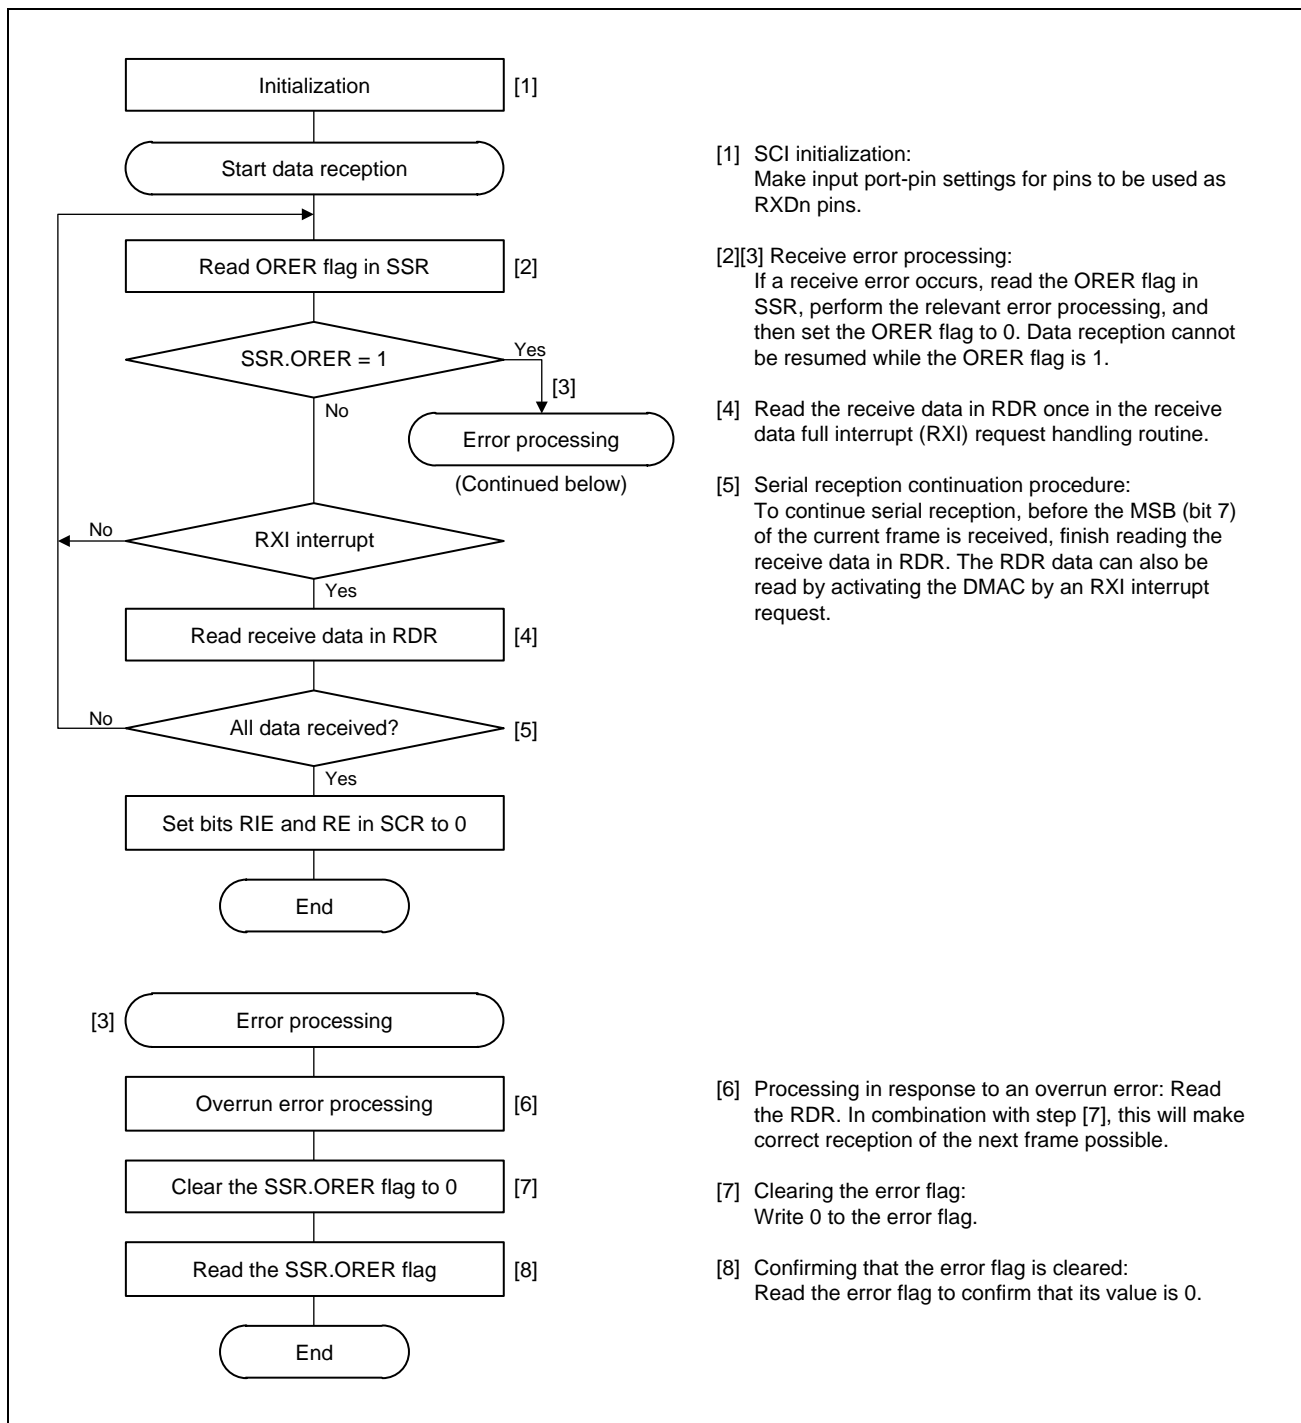 Initialization [1]
Start data reception
Read ORER flag in SSR [2]
SSR.ORER = 1
Yes
[3]
No
Error processing
(Continued below)
RXI interrupt
No
Yes
Read receive data in RDR [4]
All data received? [5]
No
Yes
Set bits RIE and RE in SCR to 0
End
[1] SCI initialization:
Make input port-pin settings for pins to be used as
RXDn pins.
[2][3] Receive error processing:
If a receive error occurs, read the ORER flag in
SSR, perform the relevant error processing, and
then set the ORER flag to 0. Data reception cannot
be resumed while the ORER flag is 1.
[4] Read the receive data in RDR once in the receive
data full interrupt (RXI) request handling routine.
[5] Serial reception continuation procedure:
To continue serial reception, before the MSB (bit 7)
of the current frame is received, finish reading the
receive data in RDR. The RDR data can also be
read by activating the DMAC by an RXI interrupt
request.
[3] Error processing
Overrun error processing [6]
Clear the SSR.ORER flag to 0 [7]
Read the SSR.ORER flag [8]
End
[6] Processing in response to an overrun error: Read
the RDR. In combination with step [7], this will make
correct reception of the next frame possible.
[7] Clearing the error flag:
Write 0 to the error flag.
[8] Confirming that the error flag is cleared:
Read the error flag to confirm that its value is 0.